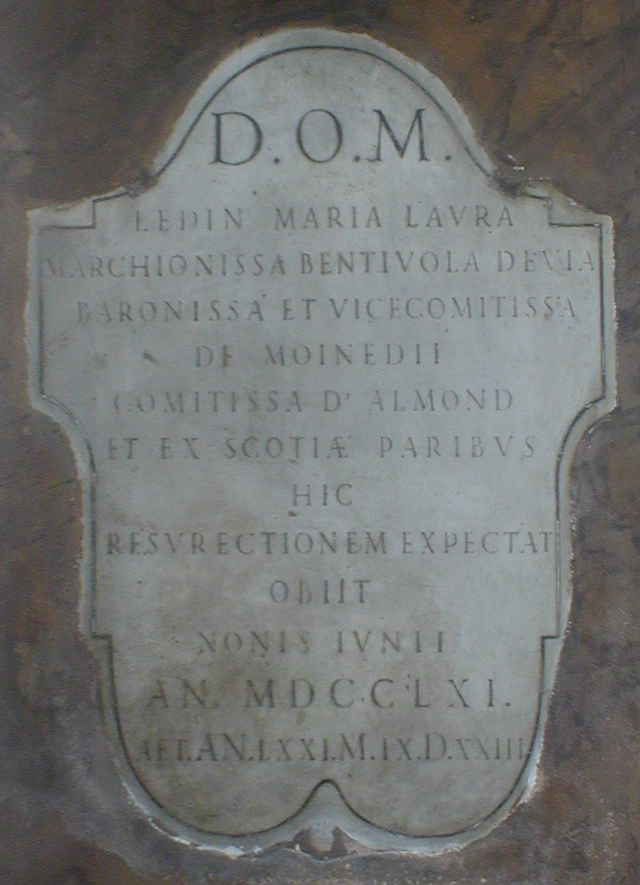 D.O.M.
LEDIN MARIA LAVRA
MARCHIONISSA BENTIVOLA DEVIA
BARONISSA ET VICECOMITISSA
DE MOINEDII
COMITISSA D' ALMOND
ET EX SCOTIÆ PARIBVS
HIC
RESVRECTIONEM EXPECTAT
OBIIT
NONIS IVNII
AN. MDCCLXI.
AET.AN.LXXI.M.IX.D.XXIII